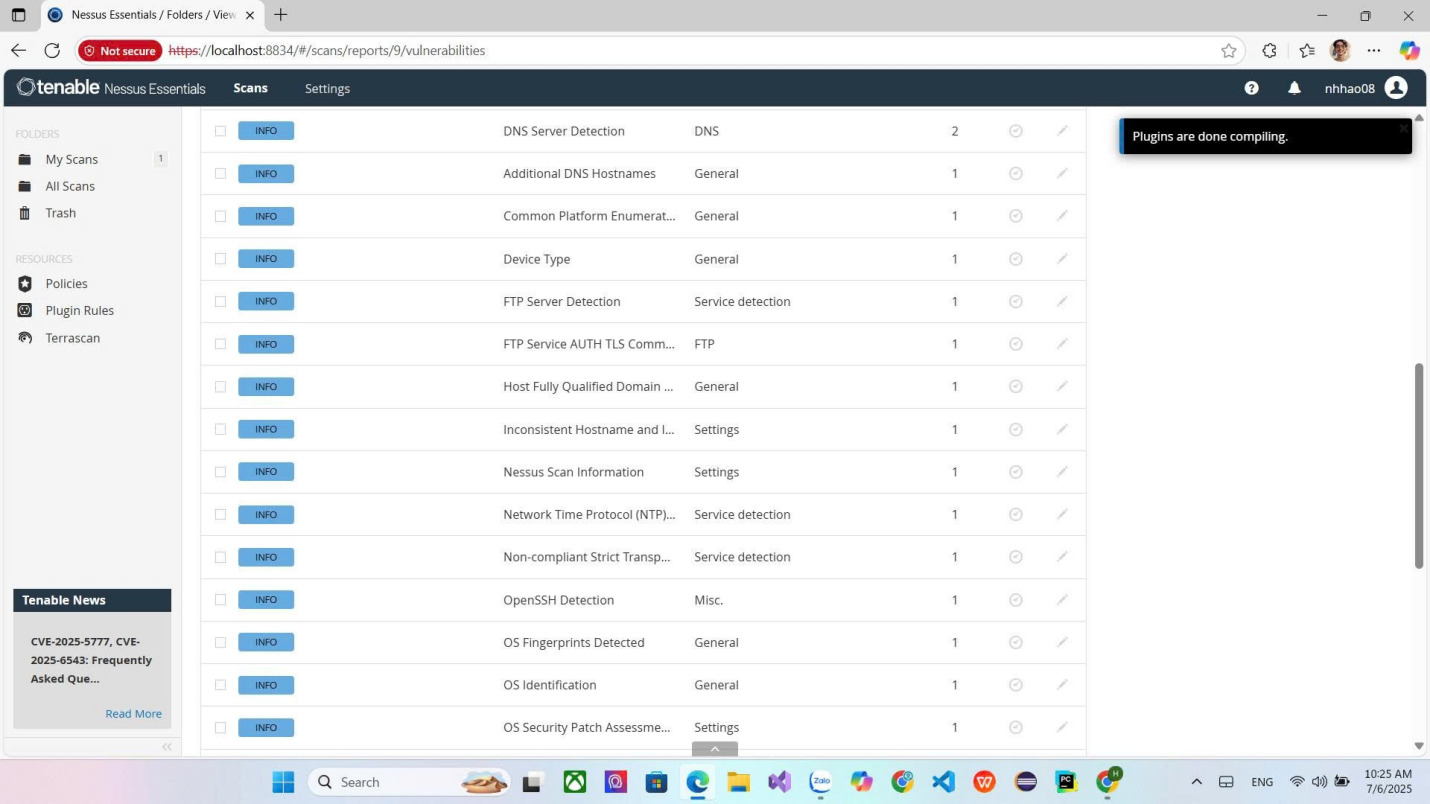 Nessus Essentials / Folders / View
Not secure https://localhost:8834/#/scans/reports/9/vulnerabilities
tenable Nessus Essentials Scans Settings nhhao08
FOLDERS
My Scans 1
All Scans
Trash
RESOURCES
Policies
Plugin Rules
Terrascan
Tenable News
CVE-2025-5777, CVE-
2025-6543: Frequently
Asked Que...
Read More
INFO DNS Server Detection DNS 2
INFO Additional DNS Hostnames General 1
INFO Common Platform Enumerat... General 1
INFO Device Type General 1
INFO FTP Server Detection Service detection 1
INFO FTP Service AUTH TLS Comm... FTP 1
INFO Host Fully Qualified Domain ... General 1
INFO Inconsistent Hostname and I... Settings 1
INFO Nessus Scan Information Settings 1
INFO Network Time Protocol (NTP)... Service detection 1
INFO Non-compliant Strict Transp... Service detection 1
INFO OpenSSH Detection Misc. 1
INFO OS Fingerprints Detected General 1
INFO OS Identification General 1
INFO OS Security Patch Assessme... Settings 1
Plugins are done compiling.
Search
Zalo
PC
H
ENG
10:25 AM
7/6/2025